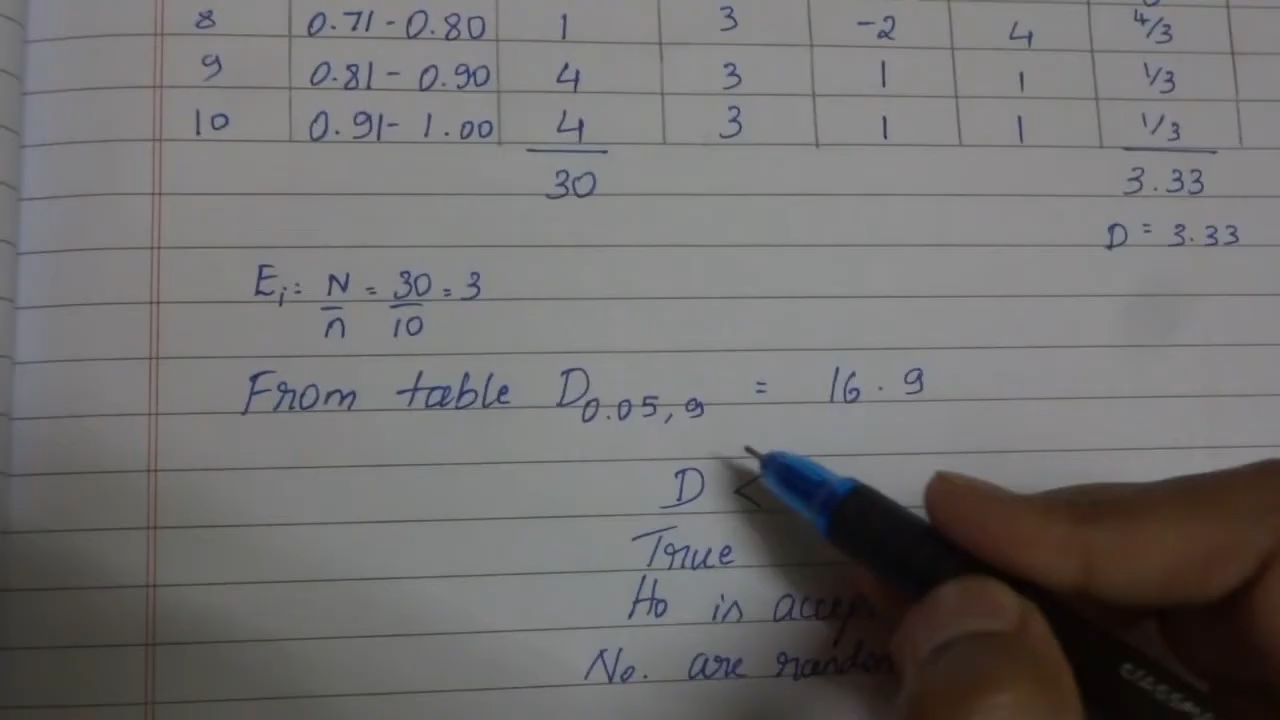 8 0.71-0.80 1 3 -2 4 4/3
9 0.81-0.90 4 3 1 1 1/3
10 0.91-1.00 4 3 1 1 1/3
30 3.33
D = 3.33
Ei = N/n = 30/10 = 3
From table D0.05,9 = 16.9
D <
True
H0 is
No. are